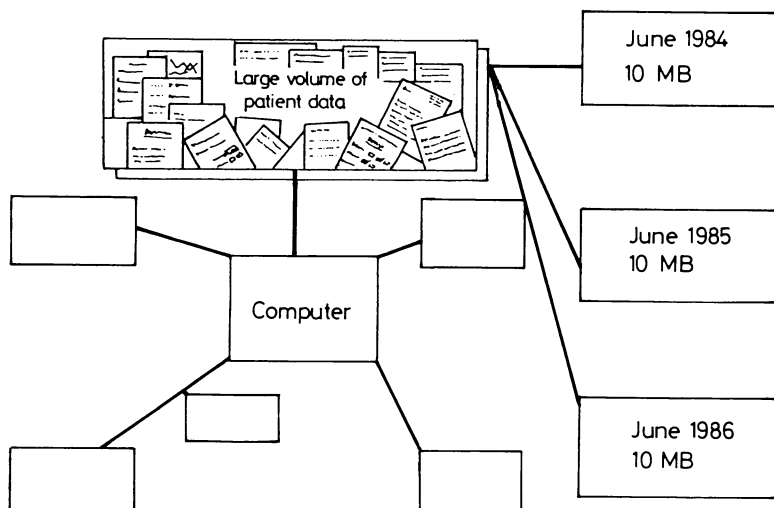 Large volume of
patient data
June 1984
10 MB
June 1985
10 MB
Computer
June 1986
10 MB